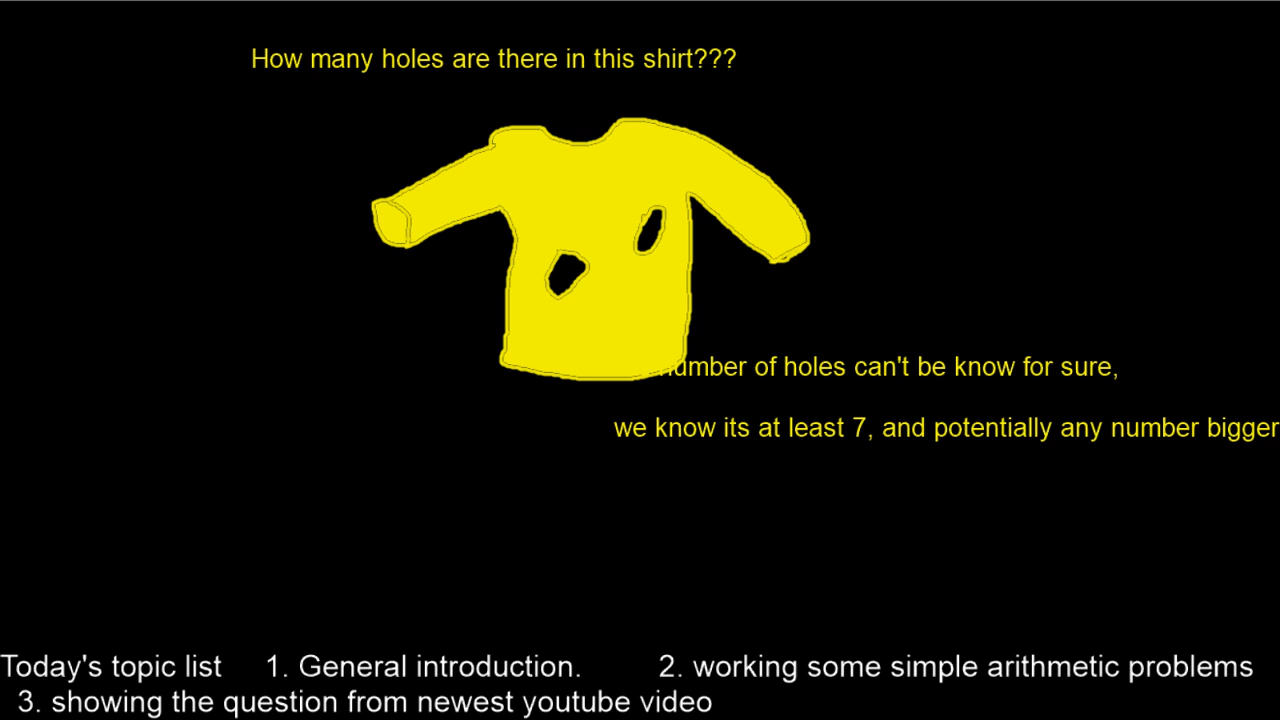 How many holes are there in this shirt???
number of holes can't be know for sure,
we know its at least 7, and potentially any number bigger
Today's topic list 1. General introduction. 2. working some simple arithmetic problems
3. showing the question from newest youtube video